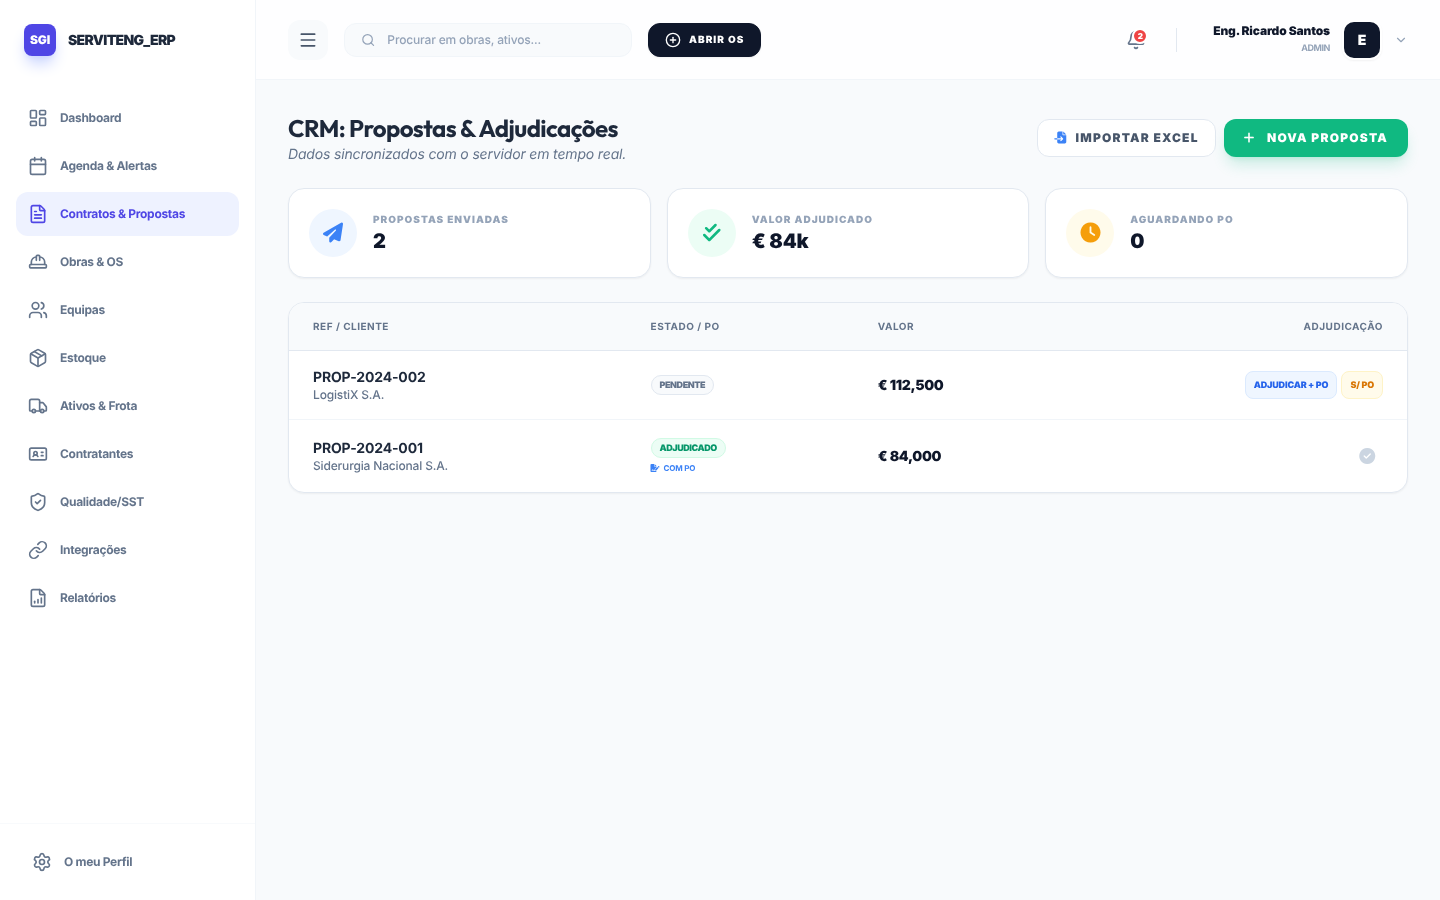 SGI
SERVITENG_ERP
Procurar em obras, ativos...
ABRIR OS
2
Eng. Ricardo Santos
ADMIN
E
Dashboard
Agenda & Alertas
Contratos & Propostas
Obras & OS
Equipas
Estoque
Ativos & Frota
Contratantes
Qualidade/SST
Integrações
Relatórios
O meu Perfil
CRM: Propostas & Adjudicações
Dados sincronizados com o servidor em tempo real.
IMPORTAR EXCEL
NOVA PROPOSTA
PROPOSTAS ENVIADAS
2
VALOR ADJUDICADO
€ 84k
AGUARDANDO PO
0
REF / CLIENTE ESTADO / PO VALOR ADJUDICAÇÃO
PROP-2024-002
LogistiX S.A.
PENDENTE
€ 112,500
ADJUDICAR + PO
S/ PO
PROP-2024-001
Siderurgia Nacional S.A.
ADJUDICADO
COM PO
€ 84,000